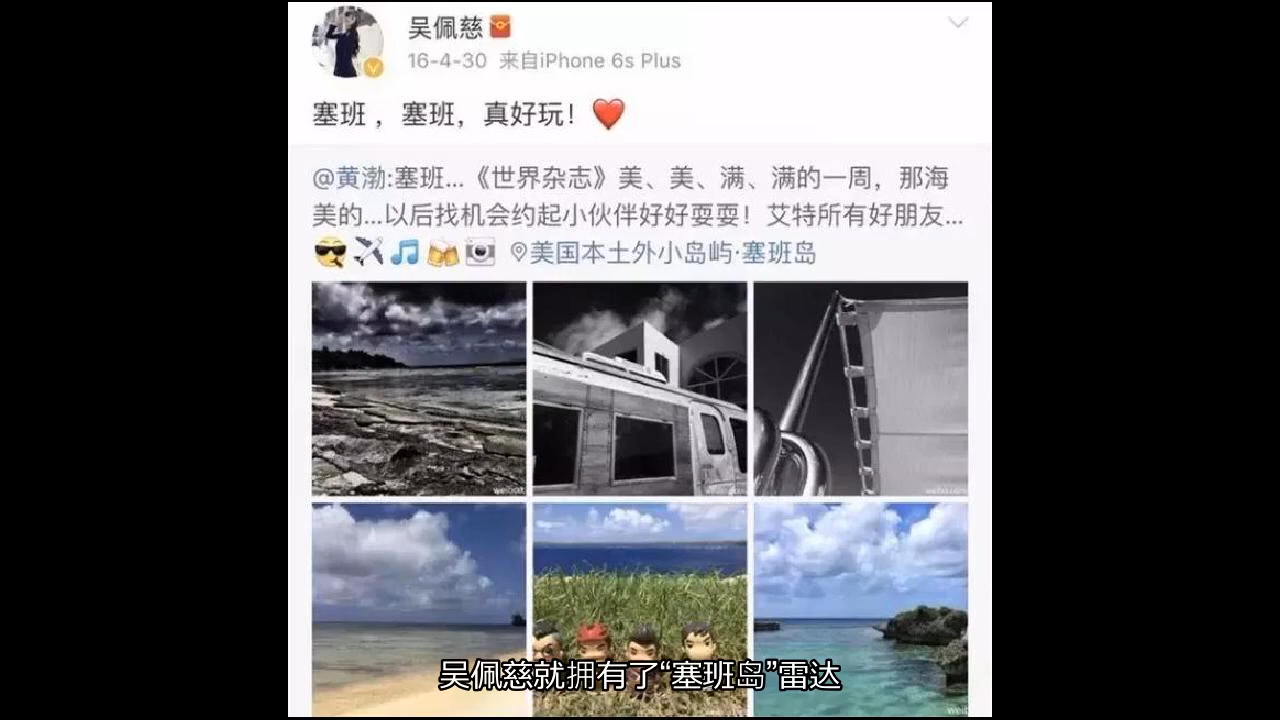 吴佩慈
16-4-30 来自iPhone 6s Plus
塞班，塞班，真好玩！
@黄渤:塞班...《世界杂志》美、美、满、满的一周，那海
美的...以后找机会约起小伙伴好好耍耍！艾特所有好朋友...
美国本土外小岛屿·塞班岛
吴佩慈就拥有了“塞班岛”雷达